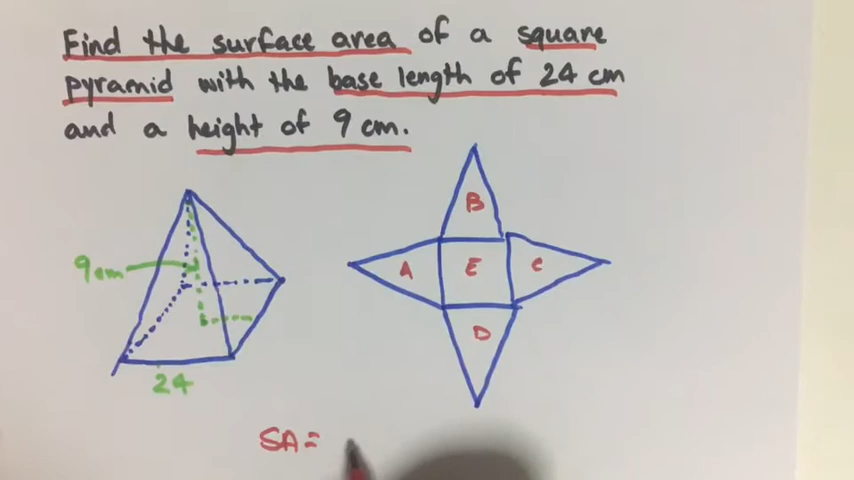 Find the surface area of a square
pyramid with the base length of 24 cm
and a height of 9 cm.
B
9cm
A E C
D
24
SA =